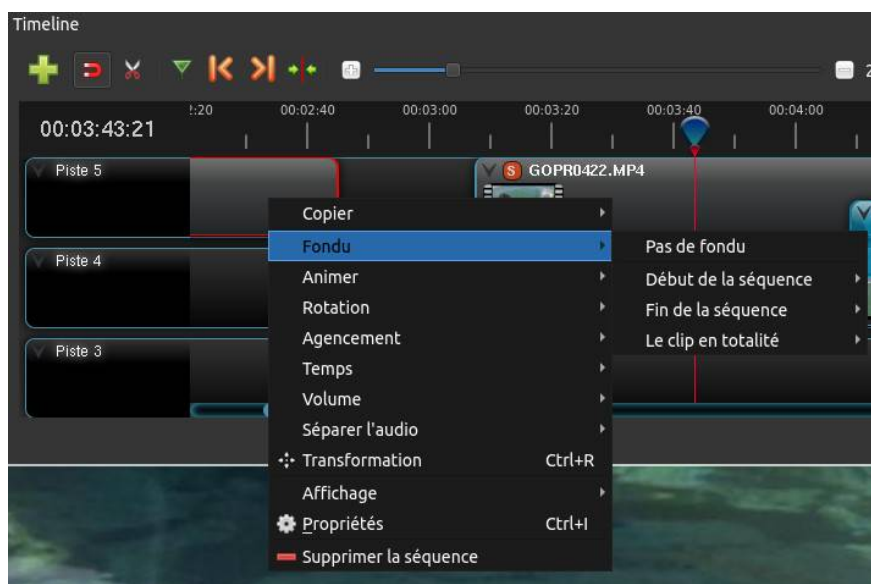 Timeline
2
00:03:43:21
:20 00:02:40 00:03:00 00:03:20 00:03:40 00:04:00
Piste 5
S GOPR0422.MP4
Copier
Fondu
Pas de fondu
Piste 4
Animer
Début de la séquence
Rotation
Fin de la séquence
Agencement
Le clip en totalité
Piste 3
Temps
Volume
Séparer l'audio
Transformation Ctrl+R
Affichage
Propriétés Ctrl+I
Supprimer la séquence